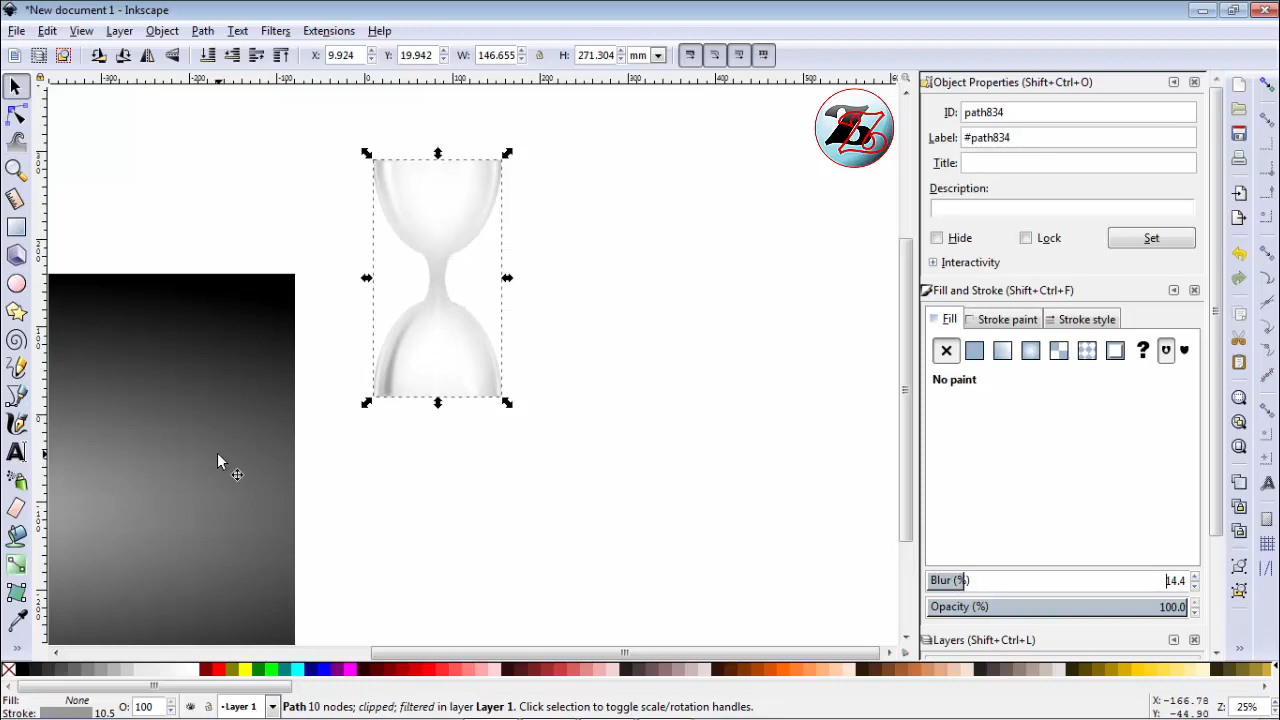 *New document 1 - Inkscape
File Edit View Layer Object Path Text Filters Extensions Help
X: 9.924 Y: 19.942 W: 146.655 H: 271.304 mm
Object Properties (Shift+Ctrl+O)
ID: path834
Label: #path834
Title:
Description:
Hide Lock Set
Interactivity
Fill and Stroke (Shift+Ctrl+F)
Fill Stroke paint Stroke style
No paint
Blur (%) 14.4
Opacity (%) 100.0
Layers (Shift+Ctrl+L)
Fill: None O: 100 Layer 1 Path 10 nodes; clipped; filtered in layer Layer 1. Click selection to toggle scale/rotation handles. X: -166.78 Z: 25%
Stroke: 10.5 Y: -44.90